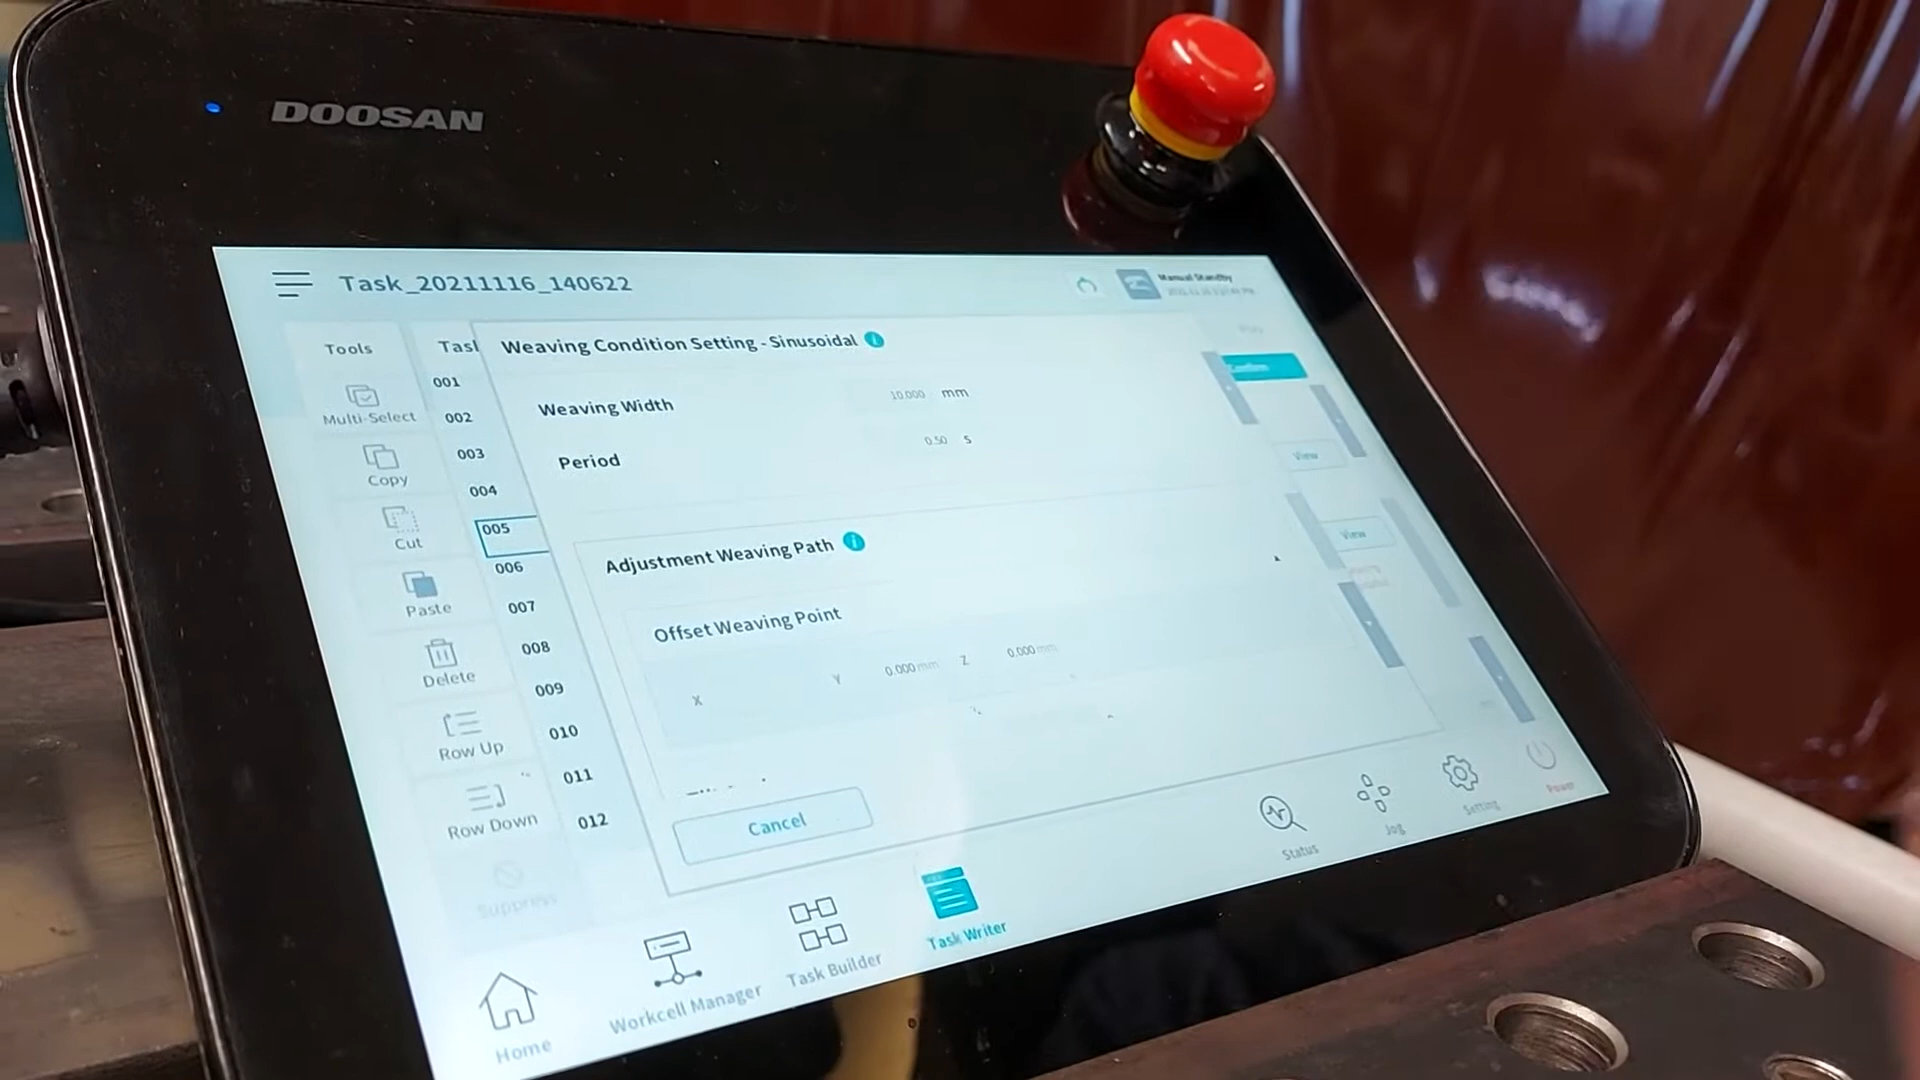 DOOSAN
Task_20211116_140622
Manual Standby
Tools
Task
Weaving Condition Setting - Sinusoidal
Confirm
001
Multi-Select
002
Weaving Width
10.000 mm
003
Period
0.50 s
View
Copy
004
Cut
005
Adjustment Weaving Path
View
006
Paste
007
Offset Weaving Point
008
X
Y
0.000 mm
Z
0.000 mm
Delete
009
Row Up
010
011
Row Down
012
Cancel
Suppress
Home
Workcell Manager
Task Builder
Task Writer
Status
Jog
Setting
Power